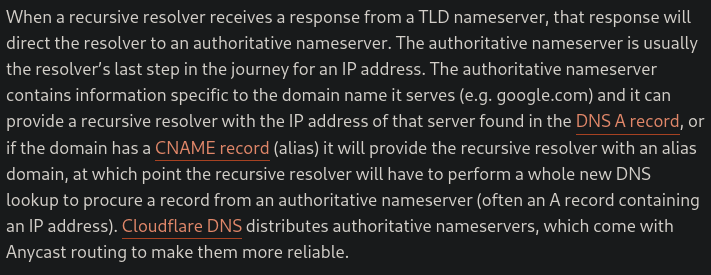 When a recursive resolver receives a response from a TLD nameserver, that response will
direct the resolver to an authoritative nameserver. The authoritative nameserver is usually
the resolver’s last step in the journey for an IP address. The authoritative nameserver
contains information specific to the domain name it serves (e.g. google.com) and it can
provide a recursive resolver with the IP address of that server found in the DNS A record, or
if the domain has a CNAME record (alias) it will provide the recursive resolver with an alias
domain, at which point the recursive resolver will have to perform a whole new DNS
lookup to procure a record from an authoritative nameserver (often an A record containing
an IP address). Cloudflare DNS distributes authoritative nameservers, which come with
Anycast routing to make them more reliable.